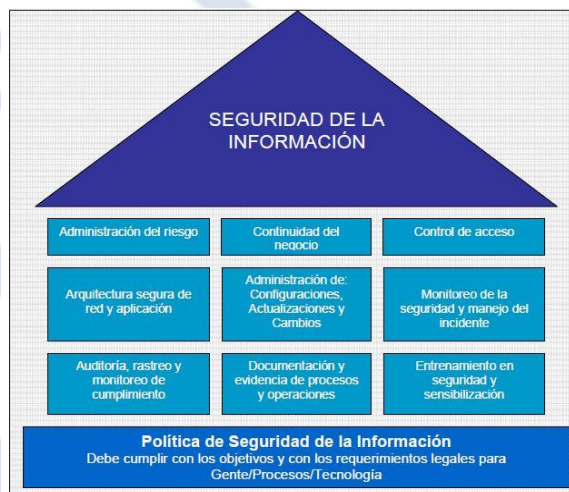 SEGURIDAD DE LA
INFORMACIÓN
Administración del riesgo
Continuidad del
negocio
Control de acceso
Arquitectura segura de
red y aplicación
Administración de:
Configuraciones,
Actualizaciones y
Cambios
Monitoreo de la
seguridad y manejo del
incidente
Auditoría, rastreo y
monitoreo de
cumplimiento
Documentación y
evidencia de procesos
y operaciones
Entrenamiento en
seguridad y
sensibilización
Política de Seguridad de la Información
Debe cumplir con los objetivos y con los requerimientos legales para
Gente/Procesos/Tecnología